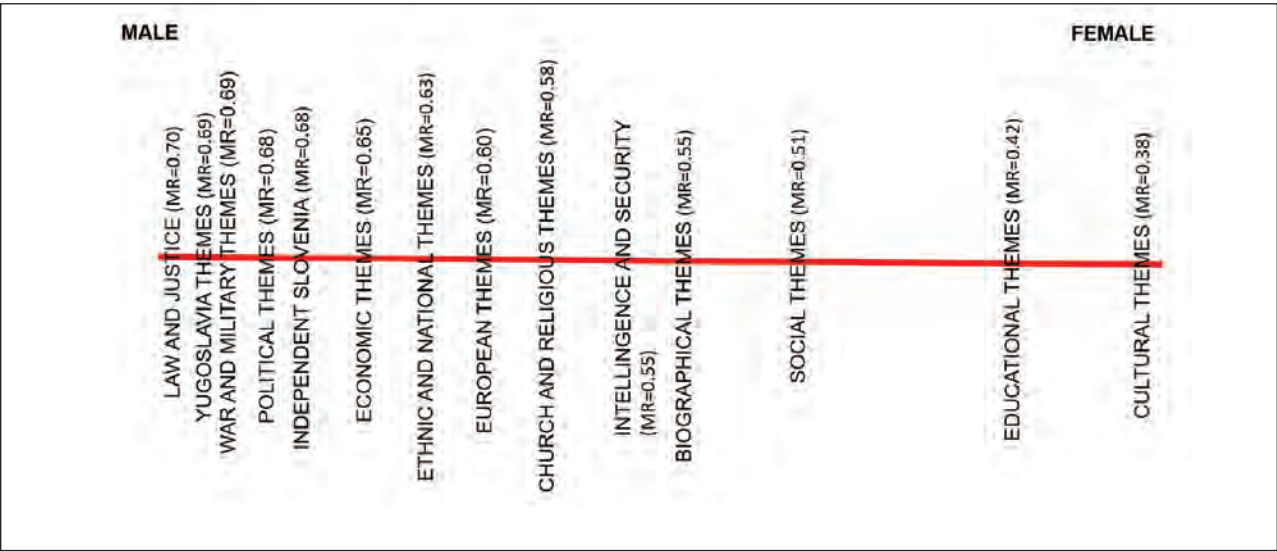 MALE
FEMALE
LAW AND JUSTICE (MR=0.70)
YUGOSLAVIA THEMES (MR=0.69)
WAR AND MILITARY THEMES (MR=0.69)
POLITICAL THEMES (MR=0.68)
INDEPENDENT SLOVENIA (MR=0.68)
ECONOMIC THEMES (MR=0.65)
ETHNIC AND NATIONAL THEMES (MR=0.63)
EUROPEAN THEMES (MR=0.60)
CHURCH AND RELIGIOUS THEMES (MR=0.58)
INTELLINGENCE AND SECURITY
(MR=0.55)
BIOGRAPHICAL THEMES (MR=0.55)
SOCIAL THEMES (MR=0.51)
EDUCATIONAL THEMES (MR=0.42)
CULTURAL THEMES (MR=0.38)